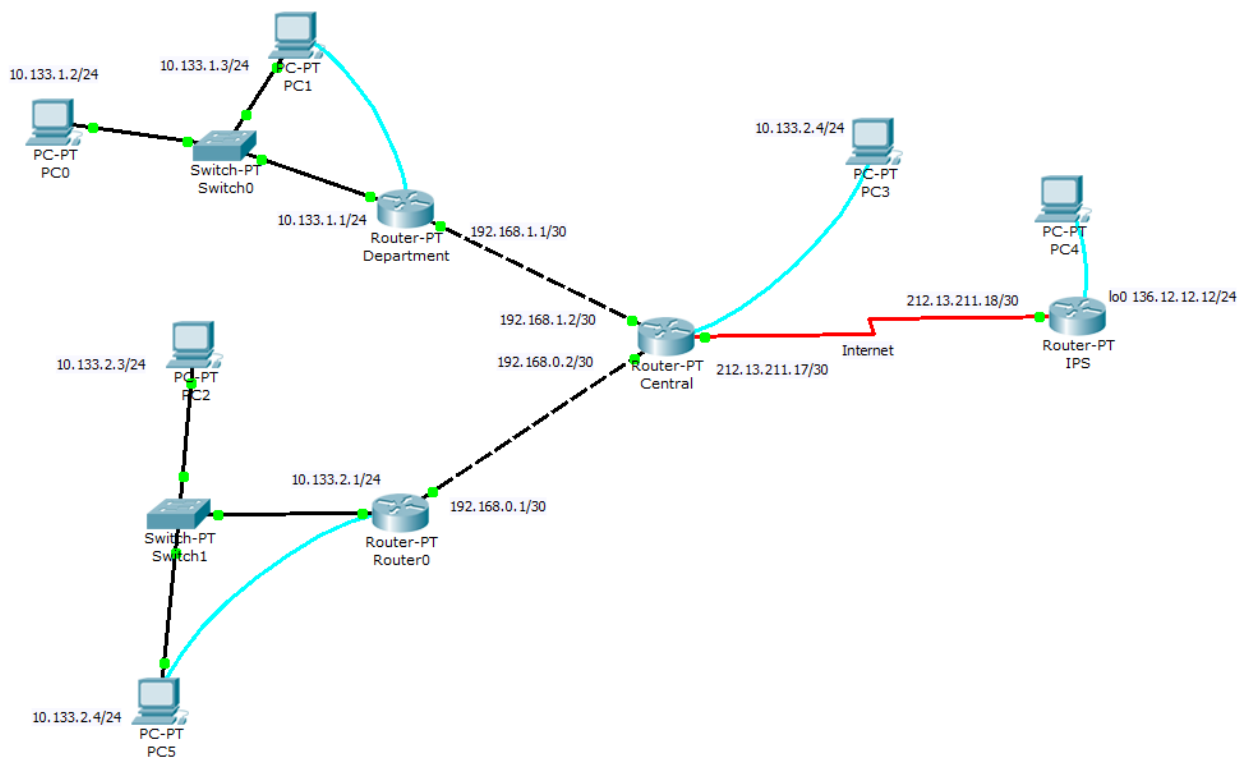 10.133.1.2/24
PC-PT
PC0
10.133.1.3/24
PC-PT
PC1
Switch-PT
Switch0
10.133.1.1/24
Router-PT
Department
192.168.1.1/30
10.133.2.4/24
PC-PT
PC3
PC-PT
PC4
192.168.1.2/30
192.168.0.2/30
Router-PT
Central
212.13.211.17/30
Internet
212.13.211.18/30
lo0 136.12.12.12/24
Router-PT
IPS
10.133.2.3/24
PC-PT
PC2
10.133.2.1/24
192.168.0.1/30
Switch-PT
Switch1
Router-PT
Router0
10.133.2.4/24
PC-PT
PC5